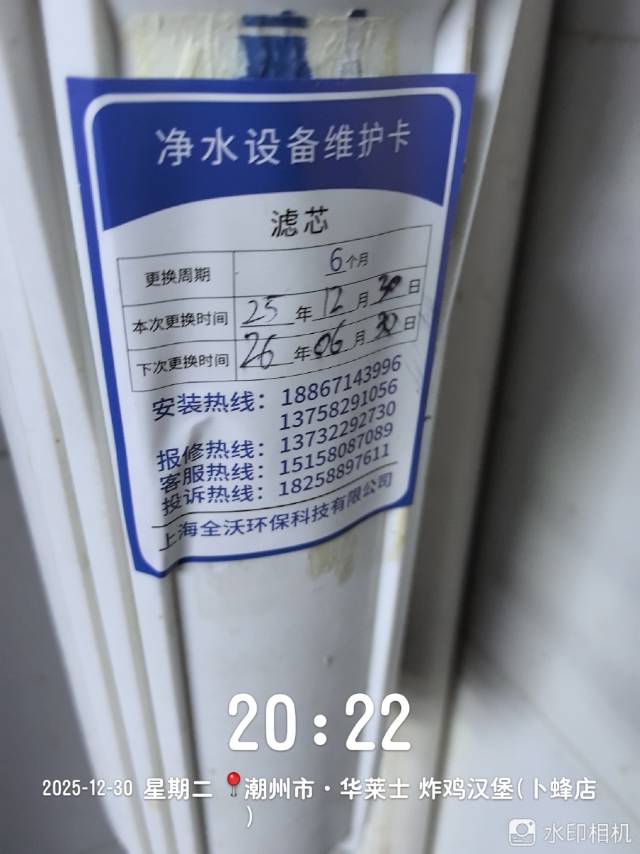 净水设备维护卡
滤芯
更换周期 6个月
本次更换时间 25年12月30日
下次更换时间 26年06月30日
安装热线：18867143996
13758291056
报修热线：13732292730
客服热线：15158087089
投诉热线：18258897611
上海全沃环保科技有限公司
20:22
2025-12-30 星期二 潮州市·华莱士 炸鸡汉堡(卜蜂店
)
水印相机